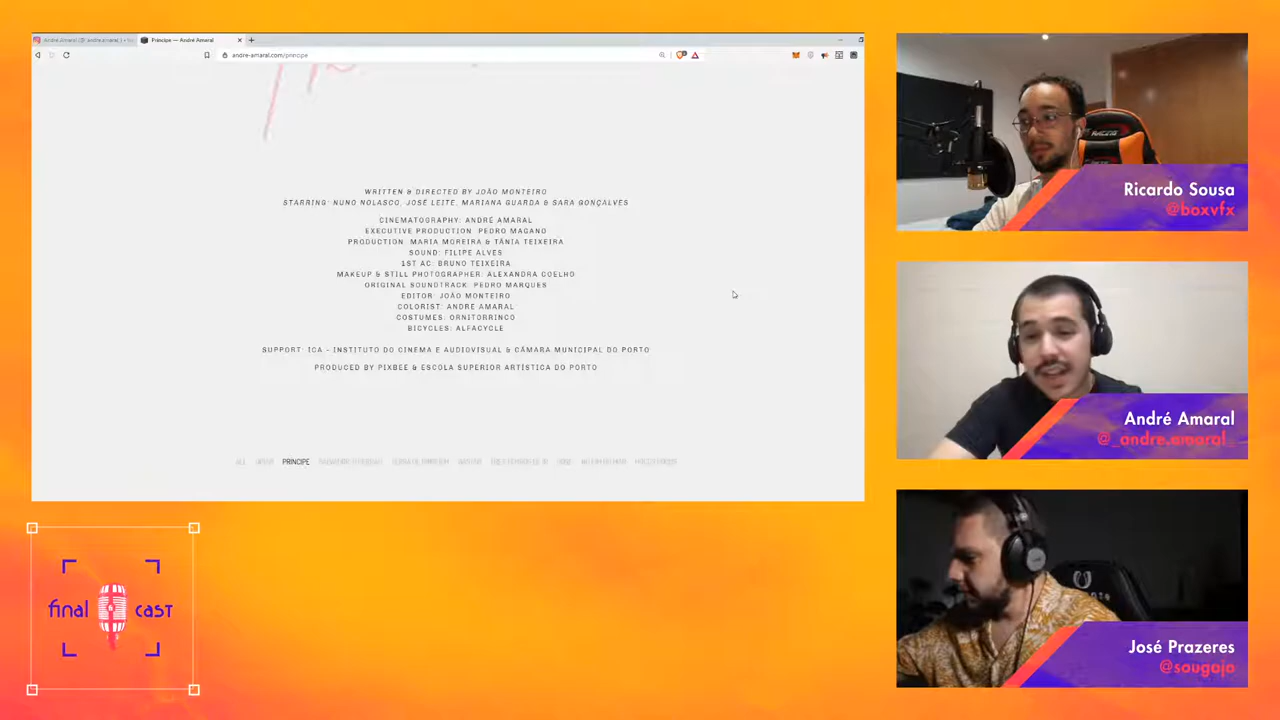 Príncipe — André Amaral
andre-amaral.com/principe
WRITTEN & DIRECTED BY JOÃO MONTEIRO
STARRING: NUNO NOLASCO, JOSÉ LEITE, MARIANA GUARDA & SARA GONÇALVES
CINEMATOGRAPHY: ANDRÉ AMARAL
EXECUTIVE PRODUCTION: PEDRO MAGANO
PRODUCTION: MARIA MOREIRA & TÂNIA TEIXEIRA
SOUND: FILIPE ALVES
1ST AC: BRUNO TEIXEIRA
MAKEUP & STILL PHOTOGRAPHER: ALEXANDRA COELHO
ORIGINAL SOUNDTRACK: PEDRO MARQUES
EDITOR: JOÃO MONTEIRO
COLORIST: ANDRÉ AMARAL
COSTUMES: ORNITORRINCO
BICYCLES: ALFACYCLE
SUPPORT: ICA - INSTITUTO DO CINEMA E AUDIOVISUAL & CÂMARA MUNICIPAL DO PORTO
PRODUCED BY PIXBEE & ESCOLA SUPERIOR ARTÍSTICA DO PORTO
ALL PRÍNCIPE
Ricardo Sousa
@boxvfx
André Amaral
@_andre.amaral_
José Prazeres
@sougojo
final cast